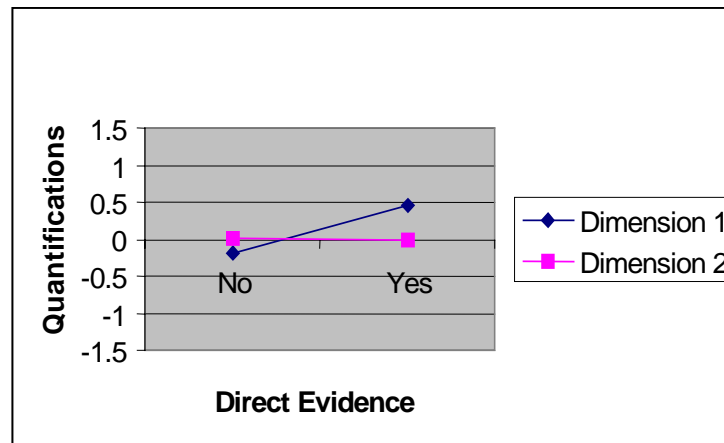 Quantifications
1.5
1
0.5
0
-0.5
-1
-1.5
No Yes
Direct Evidence
Dimension 1
Dimension 2